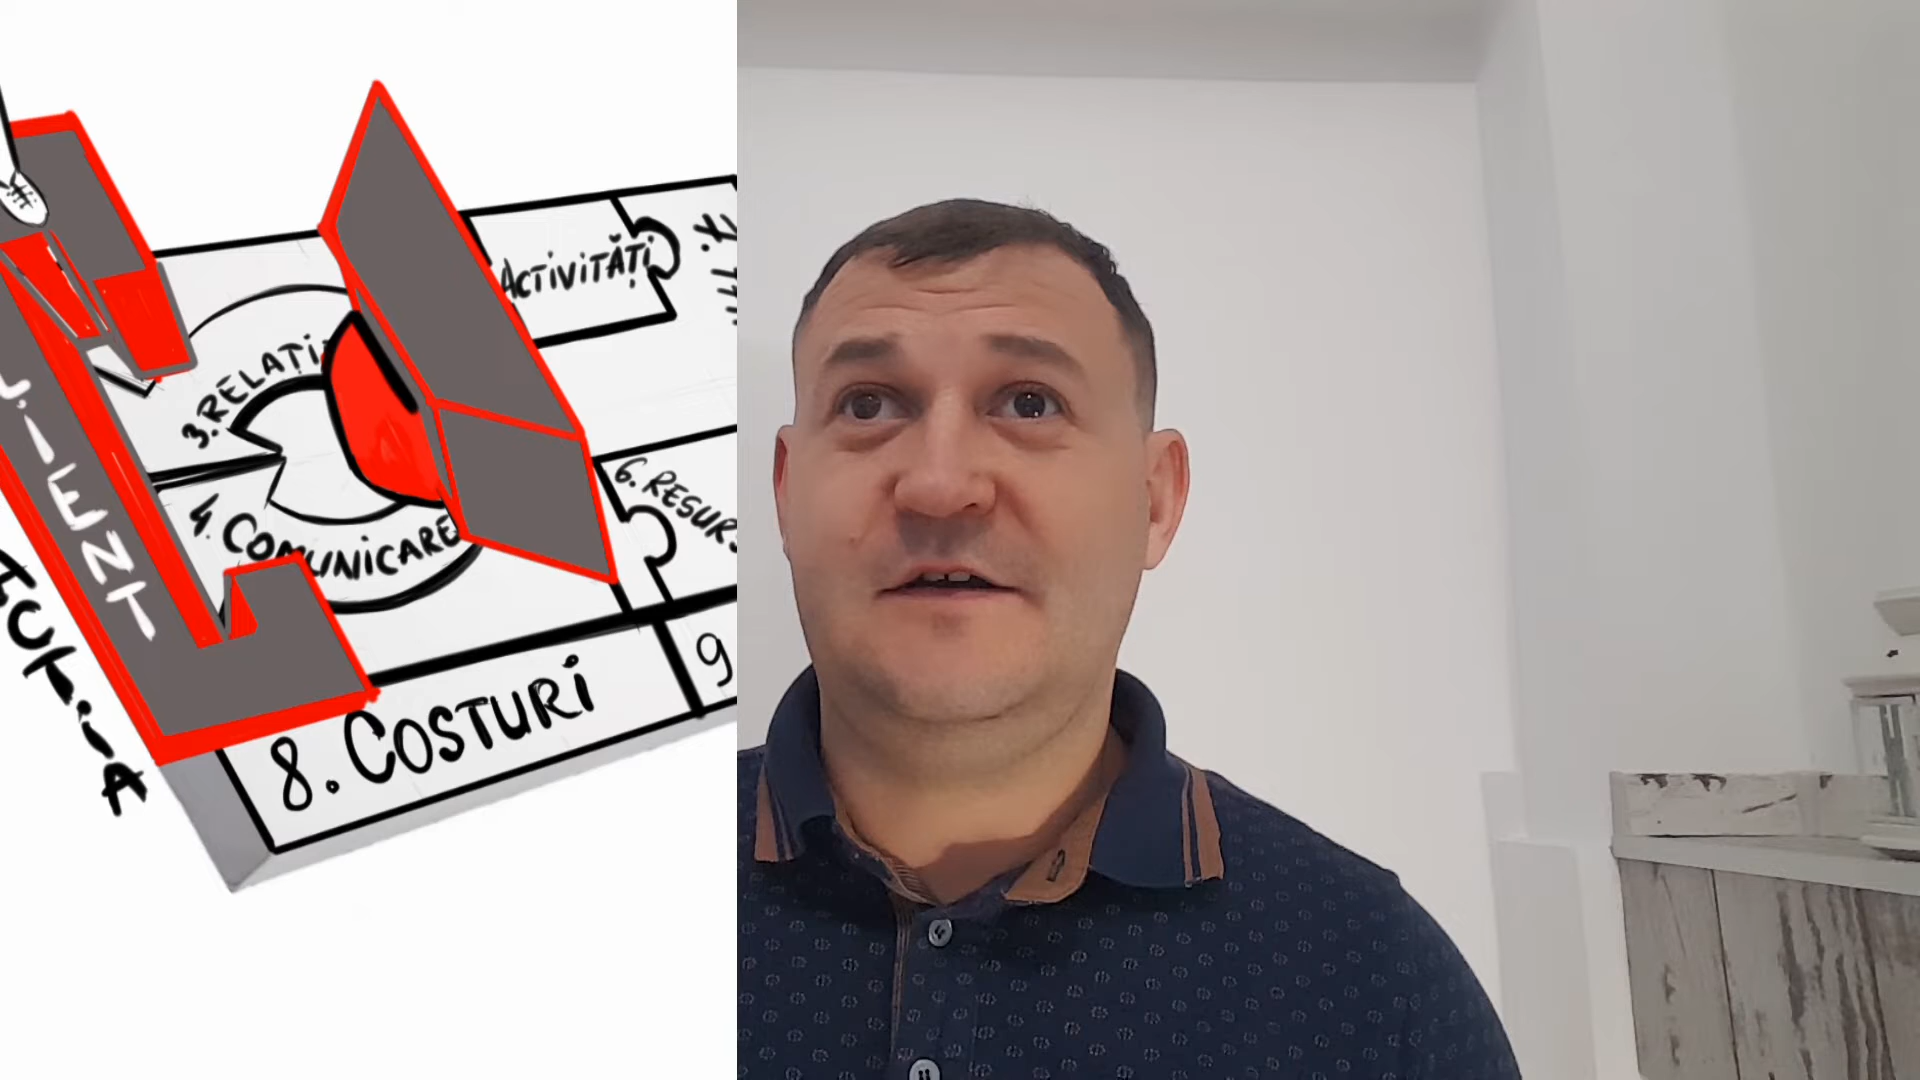 ACTIVITĂȚI
3. RELAȚI
LIENT
4. COMUNICARE
6. RESURS
8. COSTURI
9